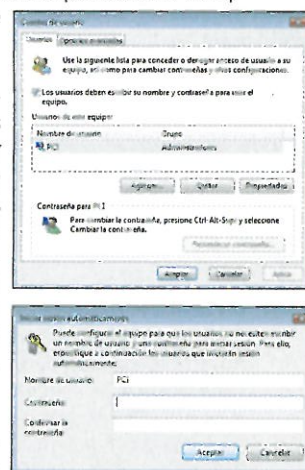 Cuentas de usuario
Usuarios Opciones avanzadas
Use la siguiente lista para conceder o denegar acceso de usuario a su
equipo, así como para cambiar contraseñas y otras configuraciones.
Los usuarios deben escribir su nombre y contraseña para usar el
equipo.
Usuarios de este equipo:
Nombre de usuario Grupo
Administradores
Agregar... Quitar Propiedades
Contraseña para
Para cambiar la contraseña, presione Ctrl-Alt-Supr y seleccione
Cambiar la contraseña.
Aceptar Cancelar
Iniciar sesión automáticamente
Puede configurar el equipo para que los usuarios no necesiten escribir
un nombre de usuario y una contraseña para iniciar sesión. Para ello,
especifique a continuación los usuarios que iniciarán sesión
automáticamente:
Nombre de usuario:
Contraseña:
Confirmar la
contraseña:
Aceptar Cancelar